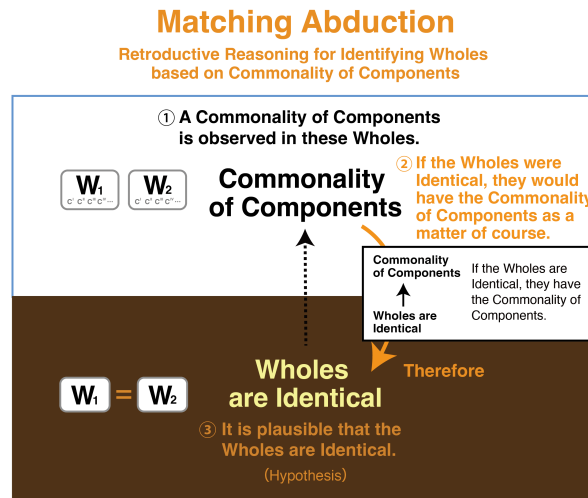 Matching Abduction
Retroductive Reasoning for Identifying Wholes
based on Commonality of Components
① A Commonality of Components
is observed in these Wholes.
W1 W2
Commonality
of Components
② If the Wholes were
Identical, they would
have the Commonality
of Components as a
matter of course.
Commonality
of Components
Wholes are
Identical
If the Wholes are
Identical, they have
the Commonality of
Components.
Therefore
Wholes
are Identical
W1 = W2
③ It is plausible that the
Wholes are Identical.
(Hypothesis)